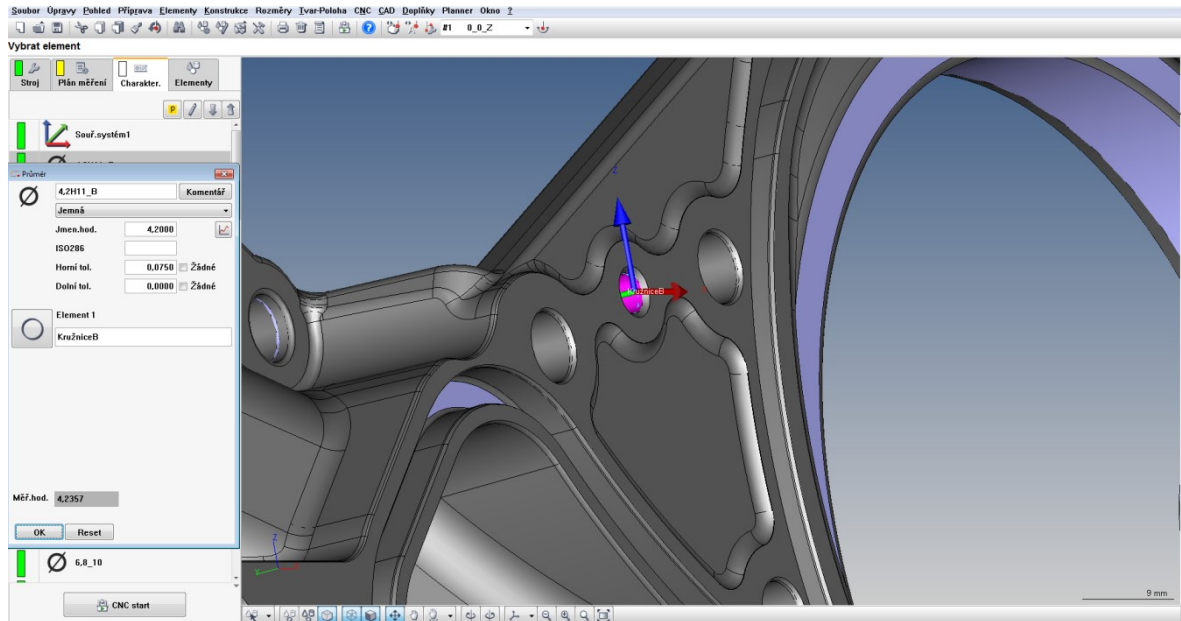 Soubor Úpravy Pohled Příprava Elementy Konstrukce Rozměry Tvar-Poloha CNC CAD Doplňky Planner Okno ?
#1 0_0_Z
Vybrat element
Stroj Plán měření Charakter. Elementy
P
Souř.systém1
Průměr
4,2H11_B Komentář
Jemná
Jmen.hod. 4,2000
ISO286
Horní tol. 0,0750 Žádné
Dolní tol. 0,0000 Žádné
Element 1
KružniceB
Měř.hod. 4,2357
OK Reset
6,8_10
CNC start
Z
KružniceB
Z
9 mm